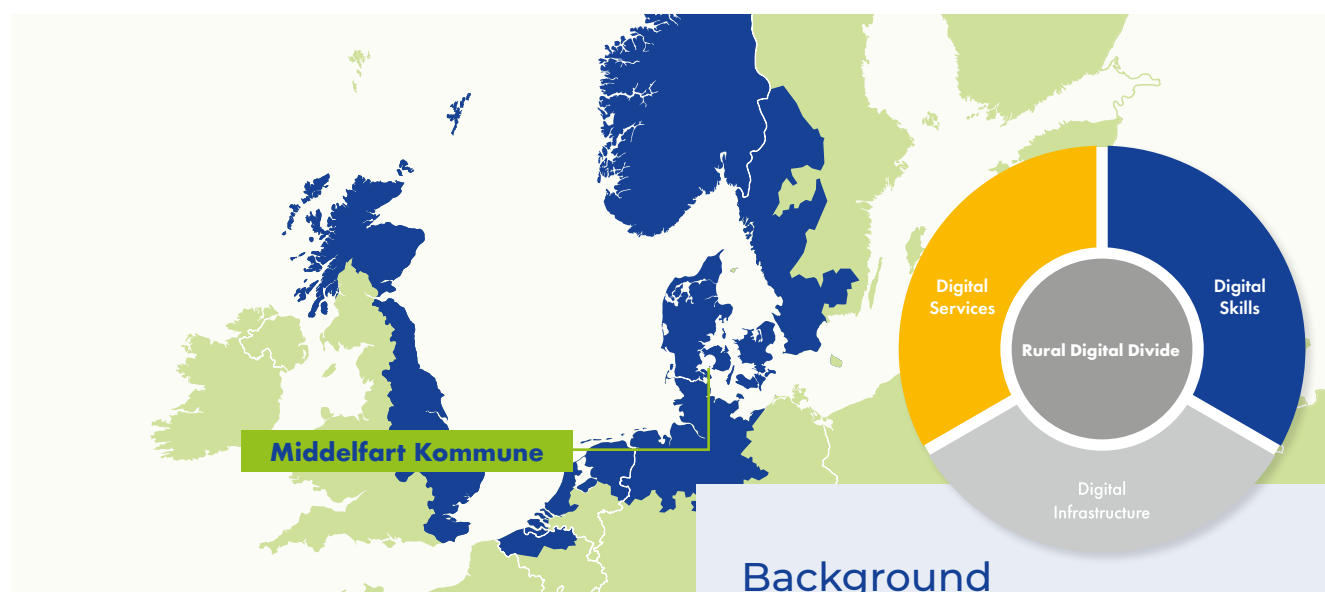 Digital
Services
Digital
Skills
Rural Digital Divide
Middelfart Kommune
Digital
Infrastructure
Background